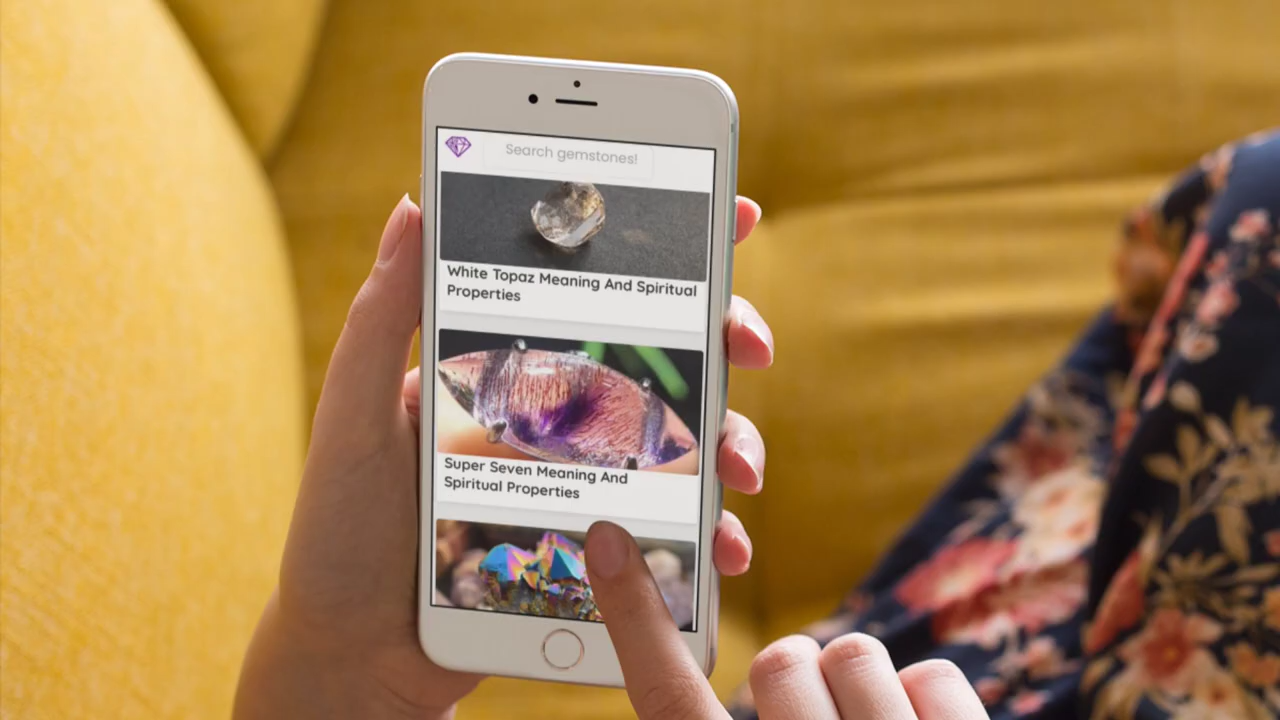 Search gemstones!
White Topaz Meaning And Spiritual
Properties
Super Seven Meaning And
Spiritual Properties